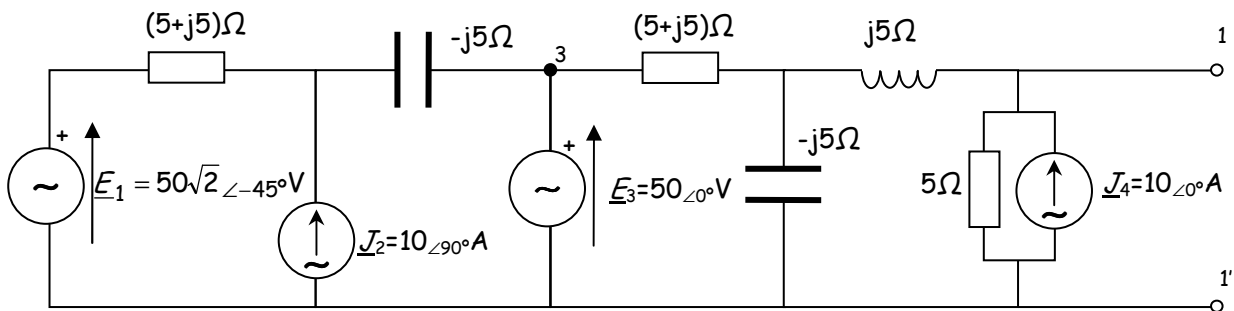 (5+j5)Ω
-j5Ω
3
(5+j5)Ω
j5Ω
1
+
E₁ = 50√2 ∠-45°V
~
J₂=10∠90°A
~
+
E₃=50∠0°V
~
-j5Ω
5Ω
J₄=10∠0°A
~
1'